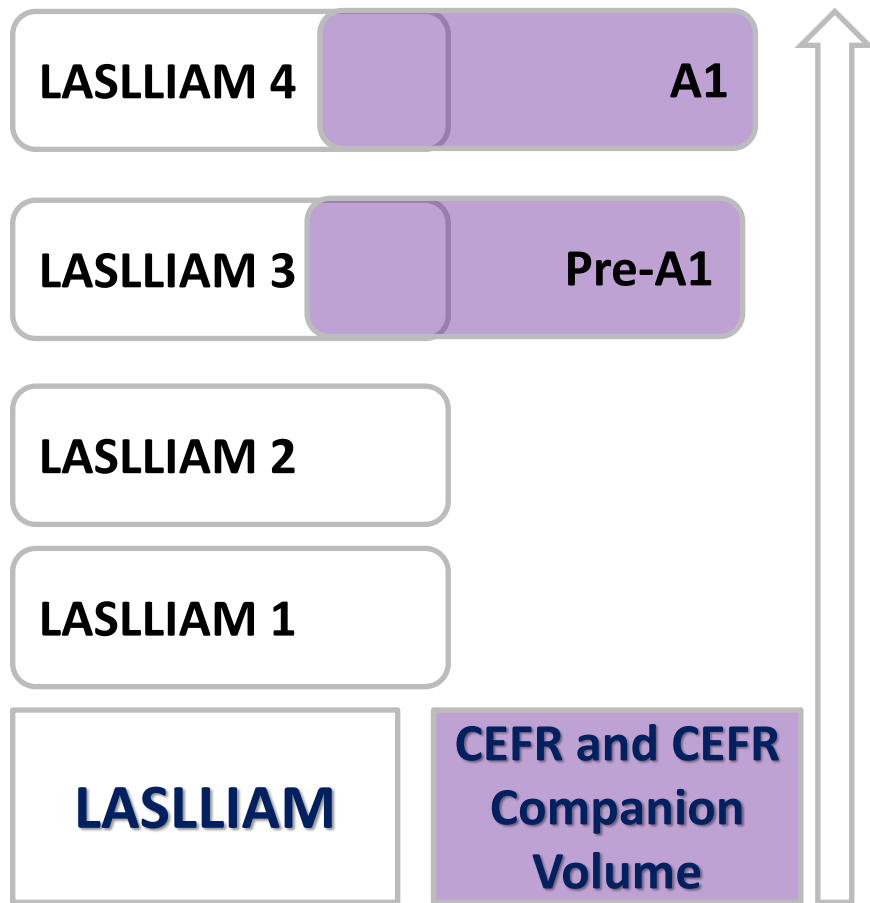 LASLLIAM 4
A1
LASLLIAM 3
Pre-A1
LASLLIAM 2
LASLLIAM 1
LASLLIAM
CEFR and CEFR
Companion
Volume